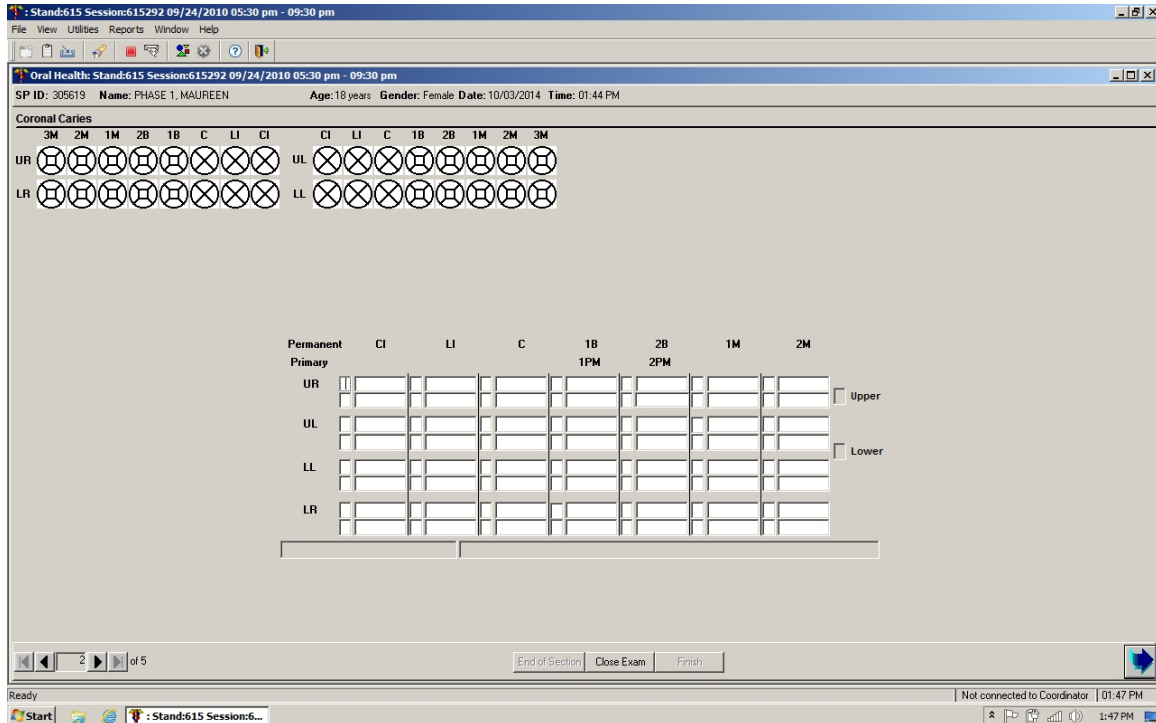 : Stand:615 Session:615292 09/24/2010 05:30 pm - 09:30 pm
File View Utilities Reports Window Help
Oral Health: Stand:615 Session:615292 09/24/2010 05:30 pm - 09:30 pm
SP ID: 305619 Name: PHASE 1, MAUREEN Age: 18 years Gender: Female Date: 10/03/2014 Time: 01:44 PM
Coronal Caries
3M 2M 1M 2B 1B C LI CI CI LI C 1B 2B 1M 2M 3M
UR UL
LR LL
Permanent CI LI C 1B 2B 1M 2M
Primary 1PM 2PM
UR
Upper
UL
Lower
LL
LR
2 of 5 End of Section Close Exam Finish
Ready Not connected to Coordinator 01:47 PM
Start : Stand:615 Session:6... 1:47 PM